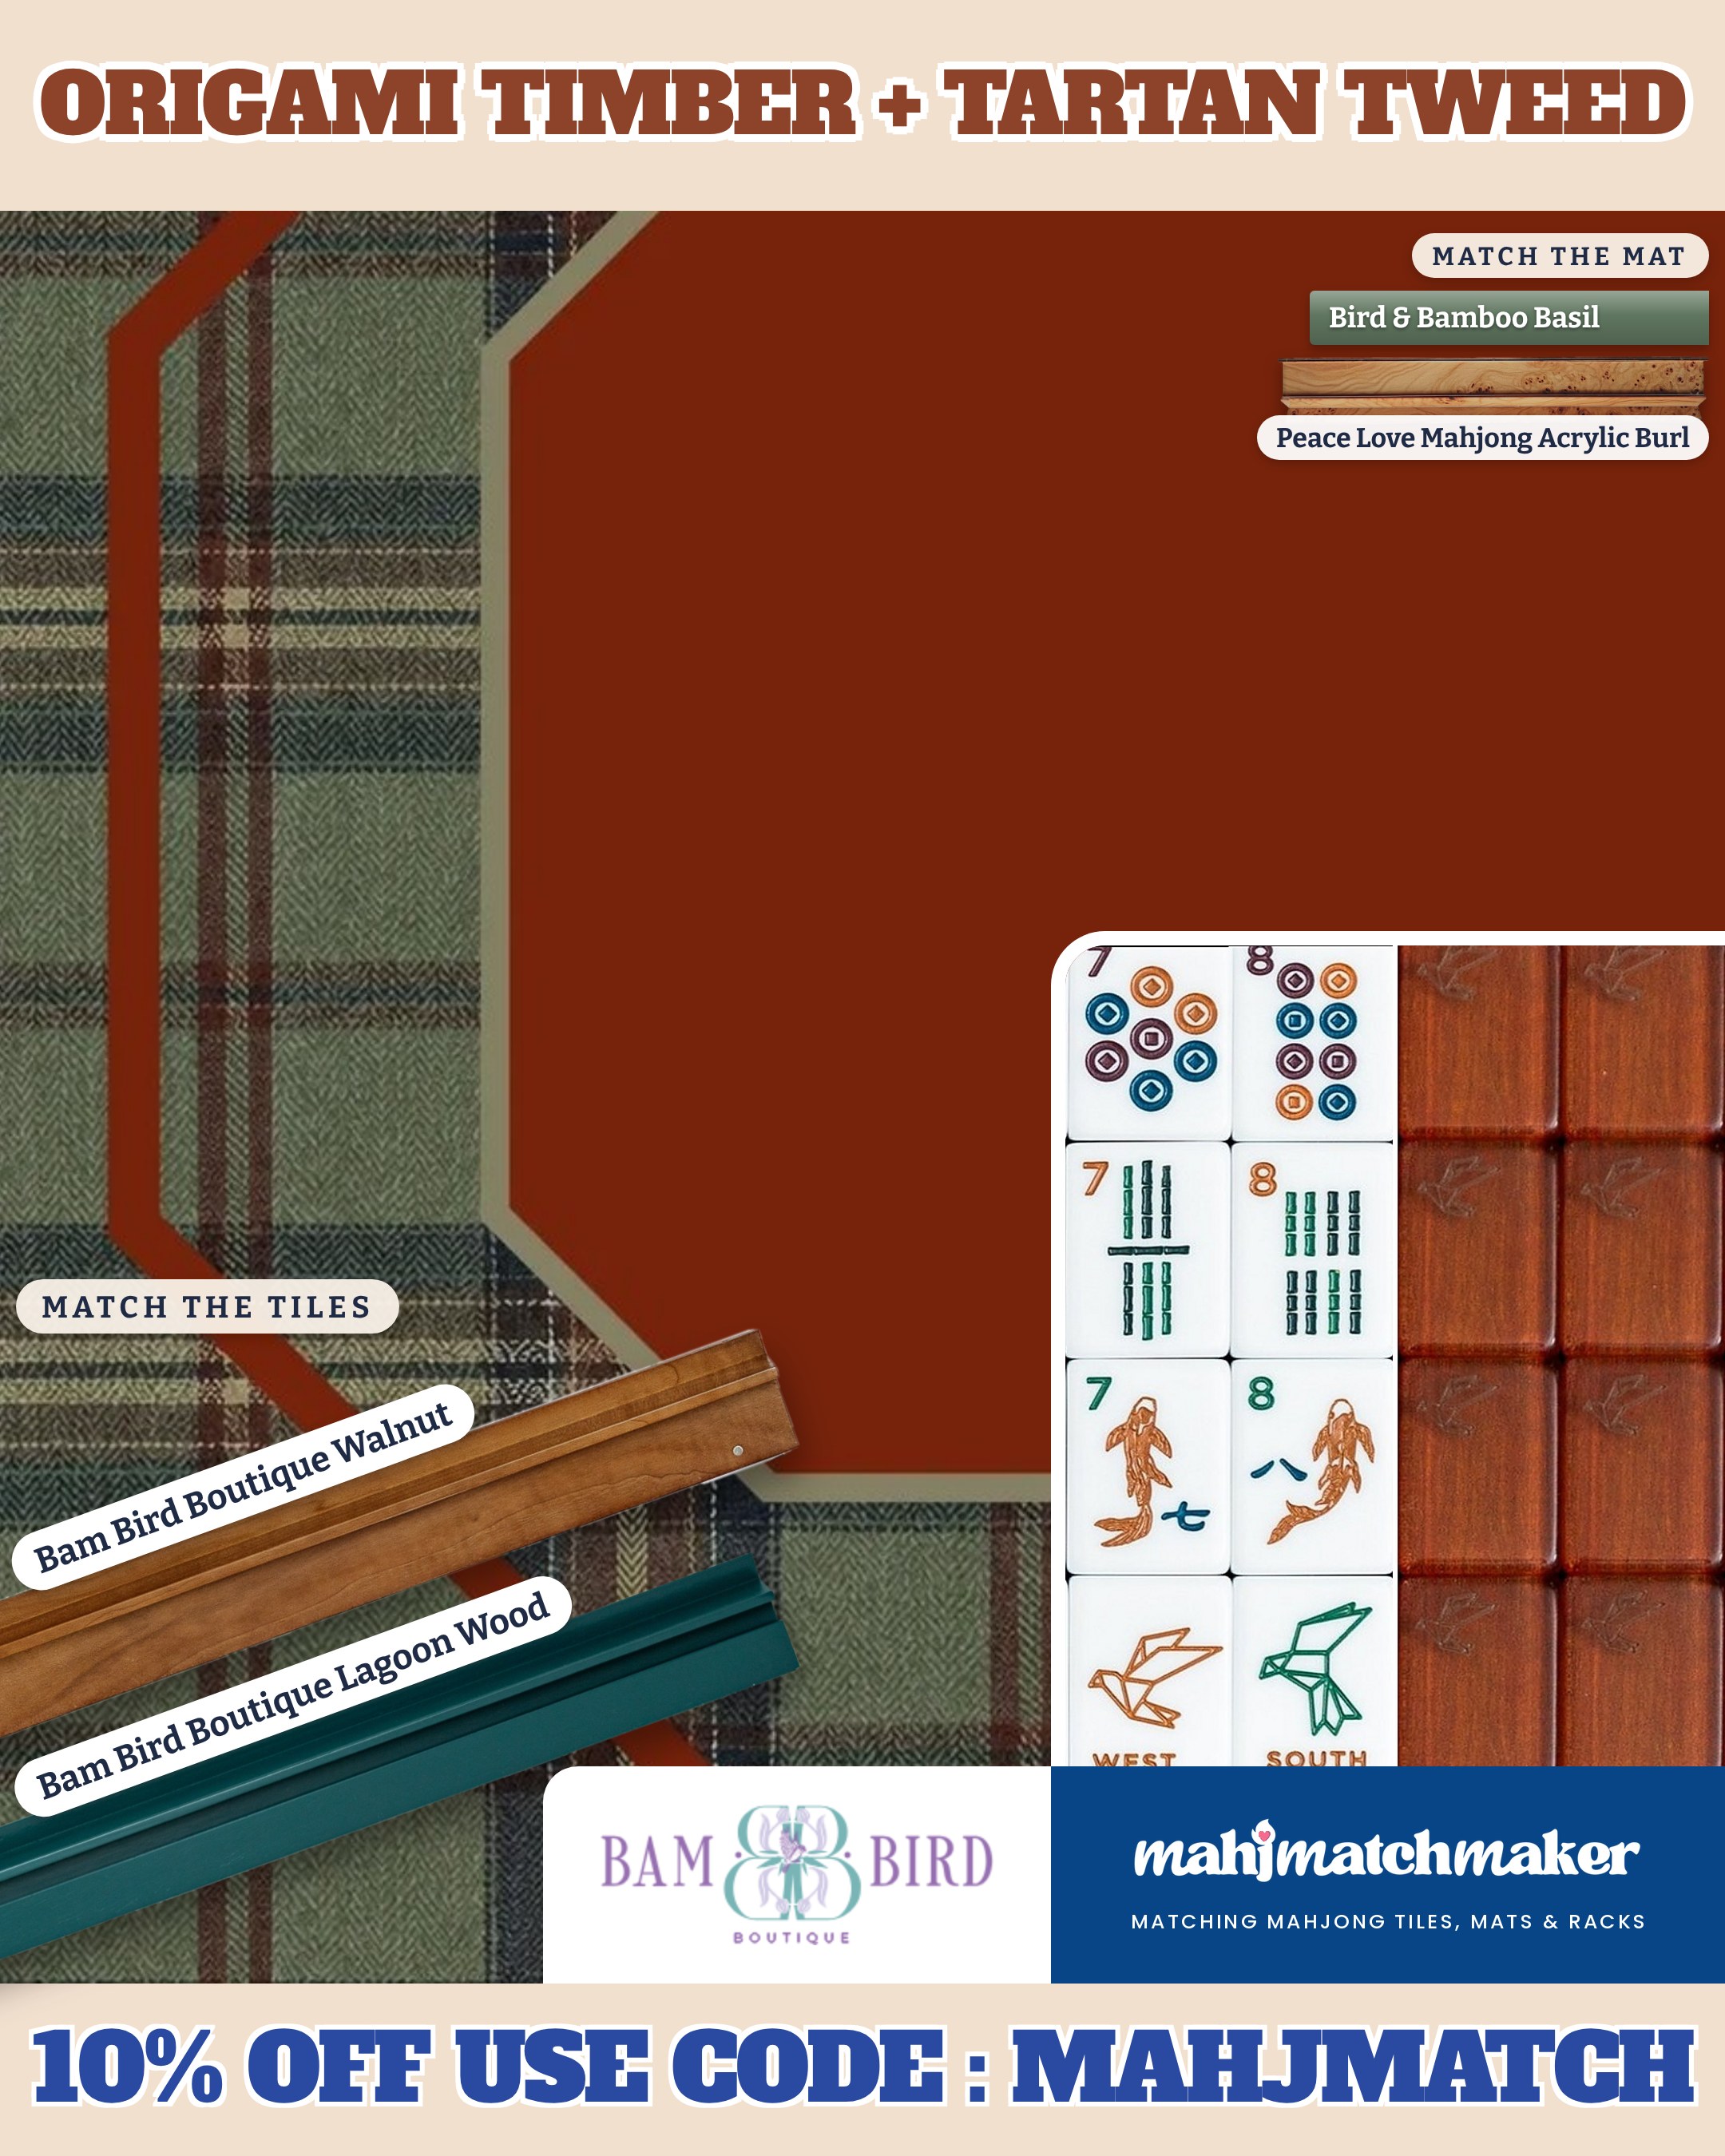 ORIGAMI TIMBER + TARTAN TWEED
MATCH THE MAT
Bird & Bamboo Basil
Peace Love Mahjong Acrylic Burl
7 8
7 8
7 8
七 八
WEST SOUTH
MATCH THE TILES
Bam Bird Boutique Walnut
Bam Bird Boutique Lagoon Wood
BAM BIRD
BOUTIQUE
mahjmatchmaker
MATCHING MAHJONG TILES, MATS & RACKS
10% OFF USE CODE : MAHJMATCH